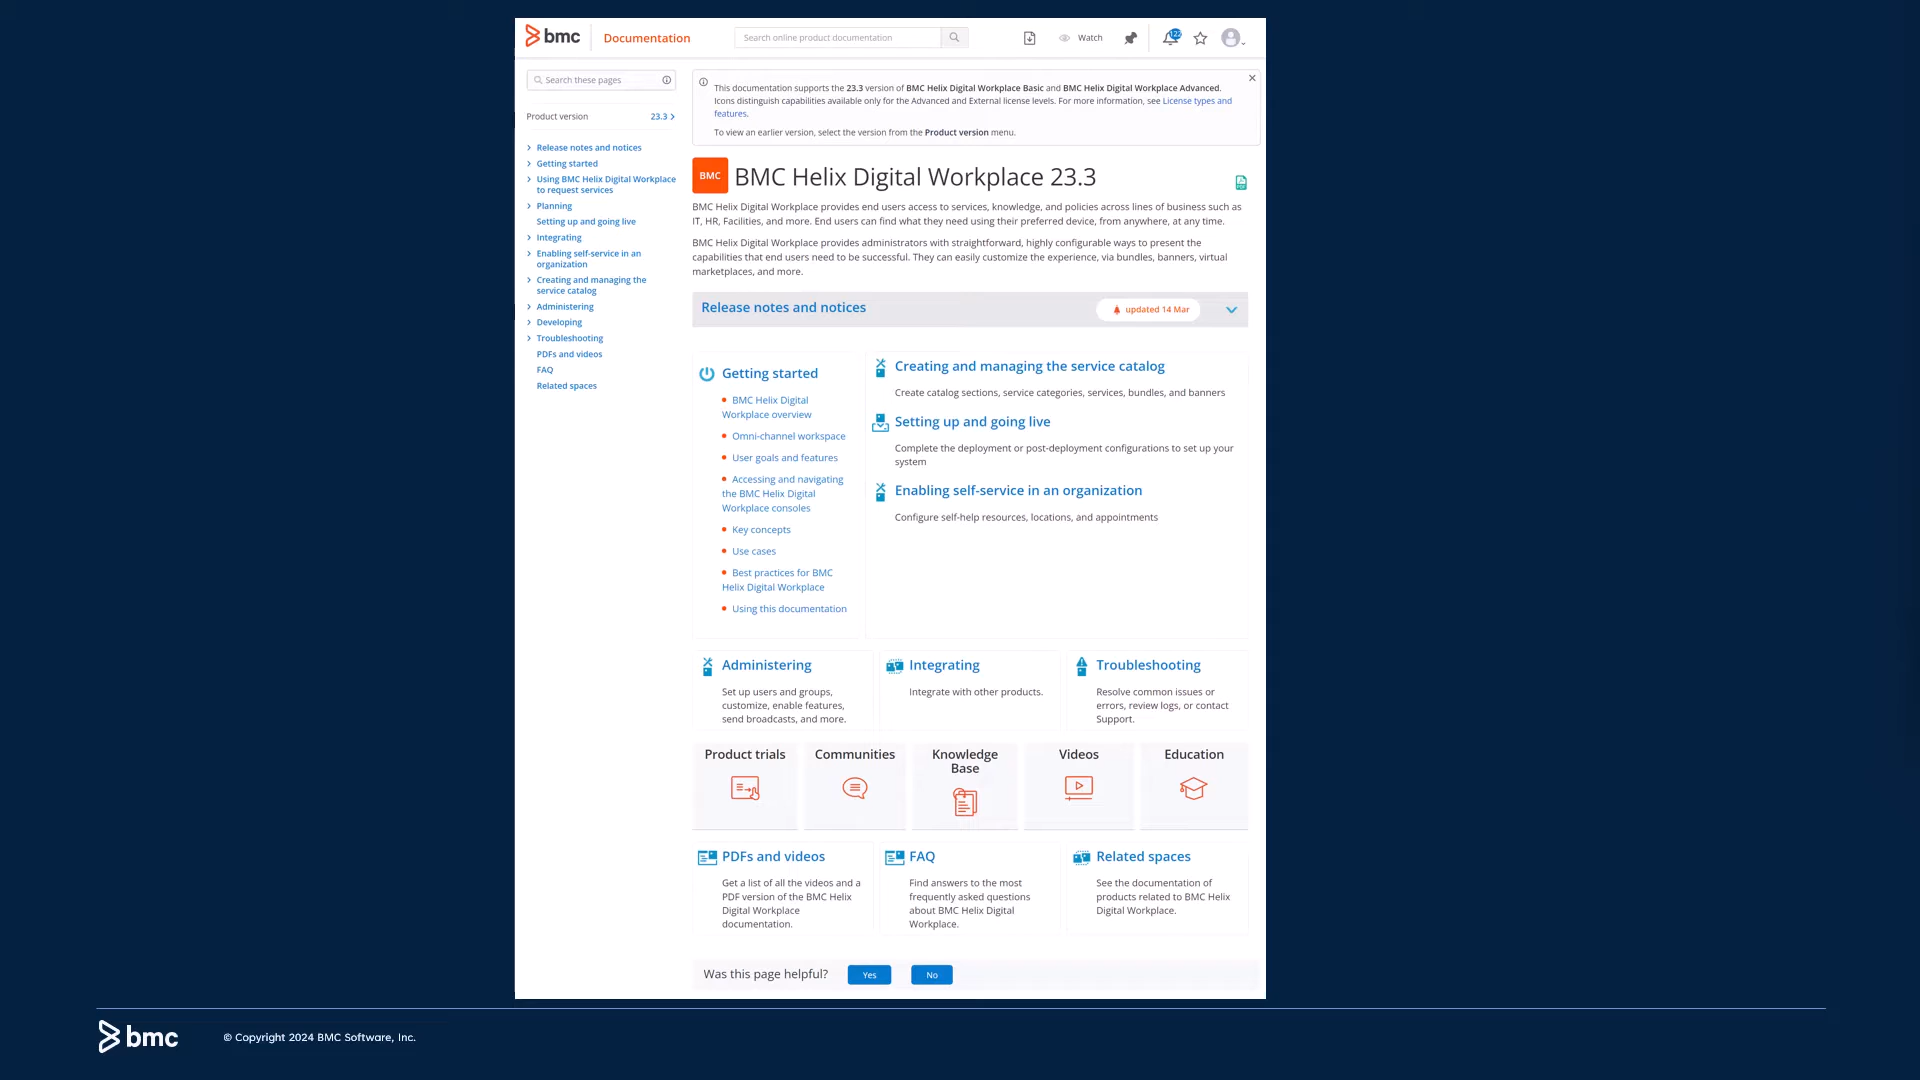 bmc
Documentation
Search online product documentation
Watch
122
Search these pages
Product version
23.3
Release notes and notices
Getting started
Using BMC Helix Digital Workplace
to request services
Planning
Setting up and going live
Integrating
Enabling self-service in an
organization
Creating and managing the
service catalog
Administering
Developing
Troubleshooting
PDFs and videos
FAQ
Related spaces
This documentation supports the 23.3 version of BMC Helix Digital Workplace Basic and BMC Helix Digital Workplace Advanced.
Icons distinguish capabilities available only for the Advanced and External license levels. For more information, see License types and
features.
To view an earlier version, select the version from the Product version menu.
BMC
BMC Helix Digital Workplace 23.3
PDF
BMC Helix Digital Workplace provides end users access to services, knowledge, and policies across lines of business such as
IT, HR, Facilities, and more. End users can find what they need using their preferred device, from anywhere, at any time.
BMC Helix Digital Workplace provides administrators with straightforward, highly configurable ways to present the
capabilities that end users need to be successful. They can easily customize the experience, via bundles, banners, virtual
marketplaces, and more.
Release notes and notices
updated 14 Mar
Getting started
BMC Helix Digital
Workplace overview
Omni-channel workspace
User goals and features
Accessing and navigating
the BMC Helix Digital
Workplace consoles
Key concepts
Use cases
Best practices for BMC
Helix Digital Workplace
Using this documentation
Creating and managing the service catalog
Create catalog sections, service categories, services, bundles, and banners
Setting up and going live
Complete the deployment or post-deployment configurations to set up your
system
Enabling self-service in an organization
Configure self-help resources, locations, and appointments
Administering
Set up users and groups,
customize, enable features,
send broadcasts, and more.
Integrating
Integrate with other products.
Troubleshooting
Resolve common issues or
errors, review logs, or contact
Support.
Product trials
Communities
Knowledge
Base
Videos
Education
PDFs and videos
Get a list of all the videos and a
PDF version of the BMC Helix
Digital Workplace
documentation.
FAQ
Find answers to the most
frequently asked questions
about BMC Helix Digital
Workplace.
Related spaces
See the documentation of
products related to BMC Helix
Digital Workplace.
Was this page helpful?
Yes
No
bmc
© Copyright 2024 BMC Software, Inc.